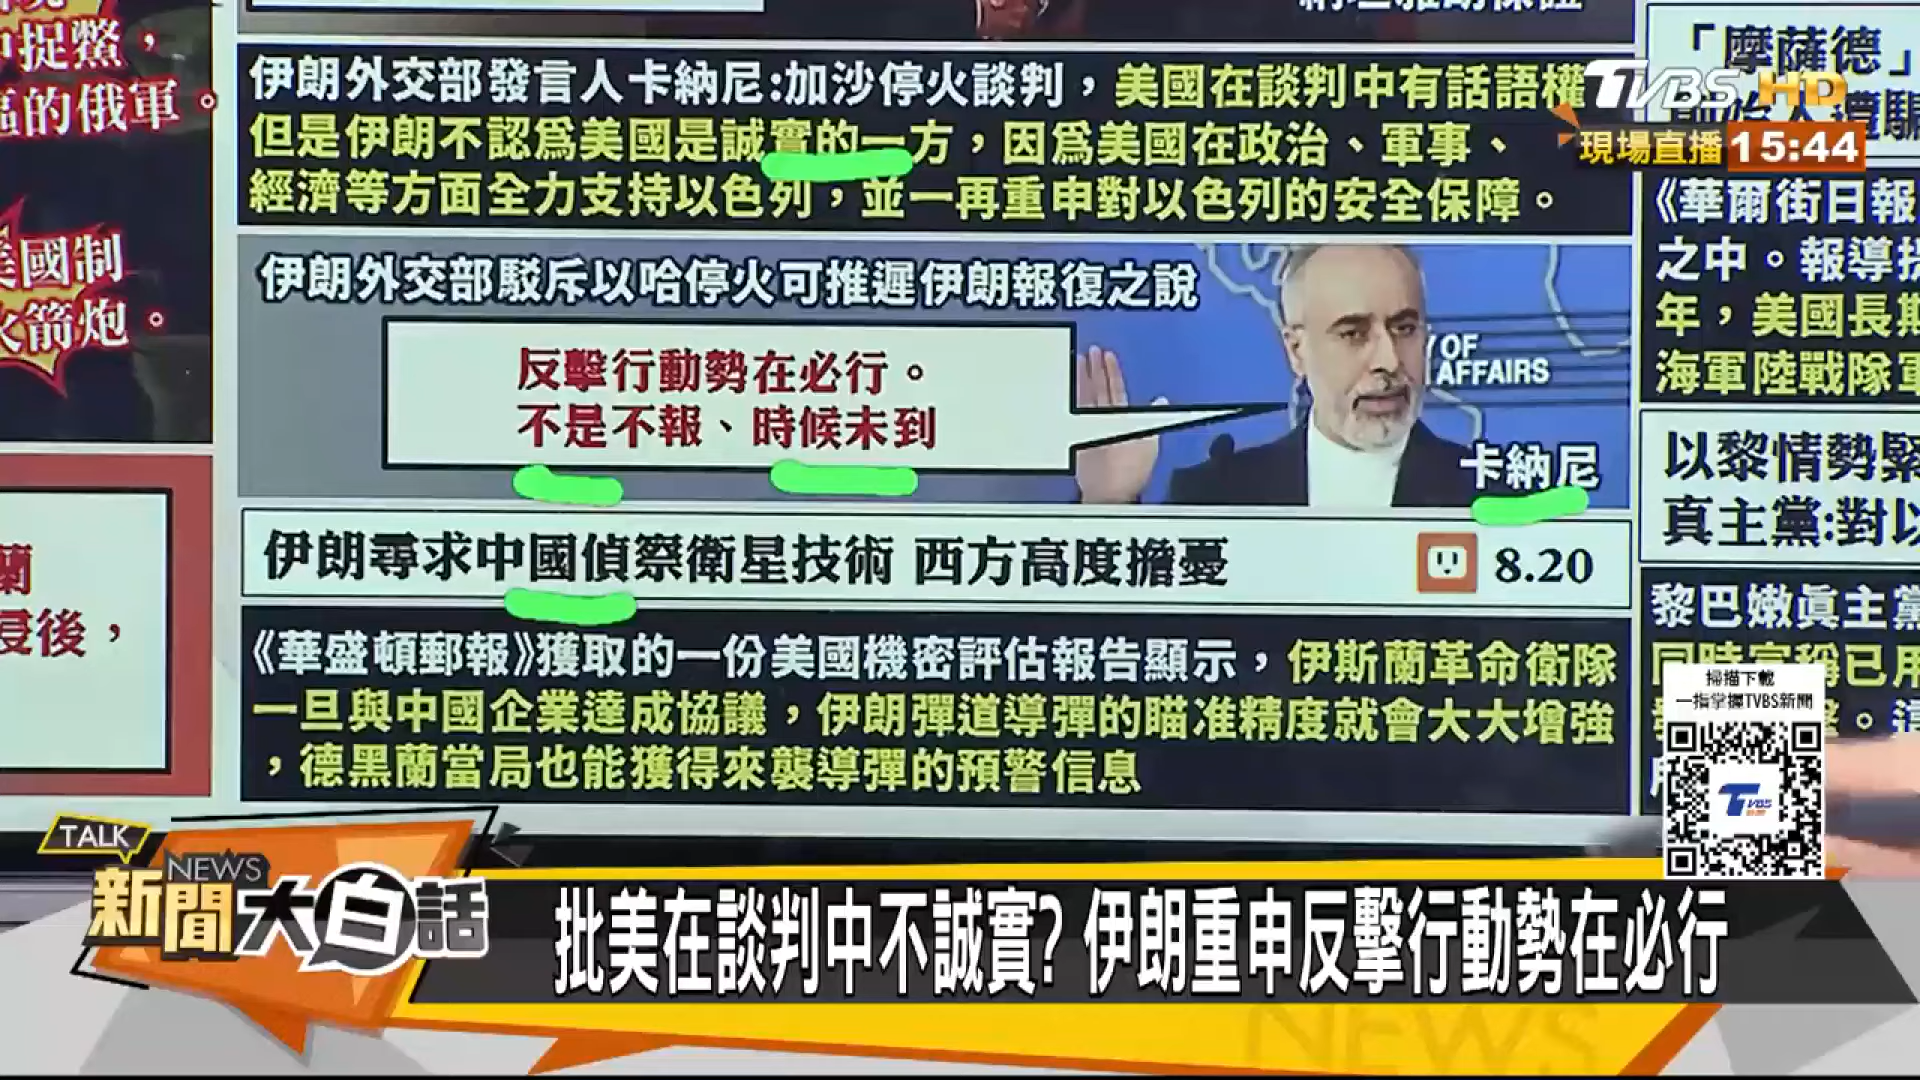 中捉鱉，
區的俄軍。
美國制
火箭炮。
蘭
浸後，
伊朗外交部發言人卡納尼:加沙停火談判，美國在談判中有話語權
但是伊朗不認為美國是誠實的一方，因為美國在政治、軍事、
經濟等方面全力支持以色列，並一再重申對以色列的安全保障。
伊朗外交部駁斥以哈停火可推遲伊朗報復之說
反擊行動勢在必行。
不是不報、時候未到
Y OF
AFFAIRS
卡納尼
伊朗尋求中國偵察衛星技術 西方高度擔憂
8.20
《華盛頓郵報》獲取的一份美國機密評估報告顯示，伊斯蘭革命衛隊
一旦與中國企業達成協議，伊朗彈道導彈的瞄准精度就會大大增強
，德黑蘭當局也能獲得來襲導彈的預警信息
「摩薩德」
TVBS HD
現場直播 15:44
《華爾街日報
之中。報導指
年，美國長期
海軍陸戰隊軍
以黎情勢緊
真主黨:對以
黎巴嫩真主黨
掃描下載
一指掌握TVBS新聞
TVBS
TALK
NEWS
新聞大白話
批美在談判中不誠實? 伊朗重申反擊行動勢在必行
NEWS